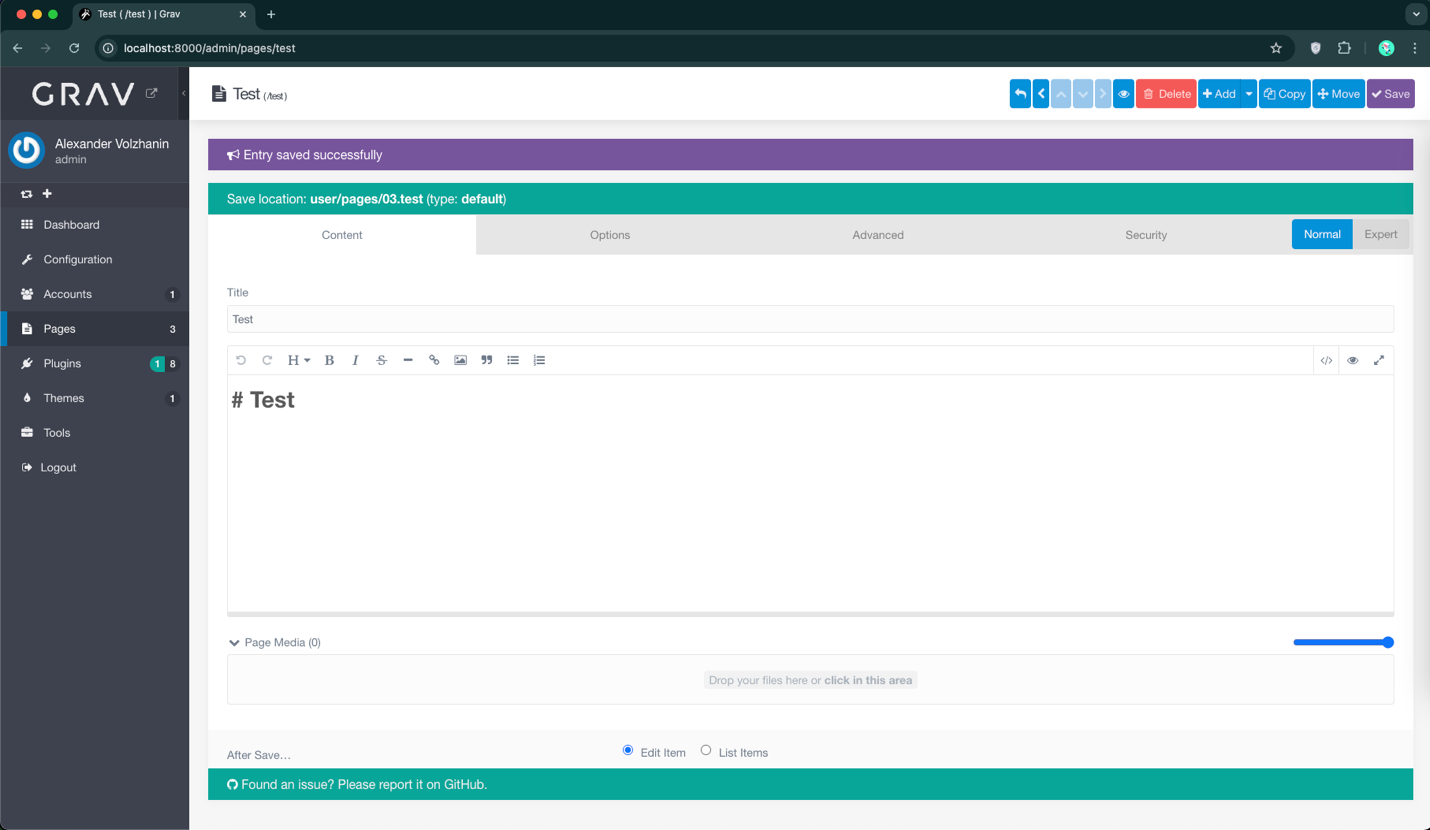 Test ( /test ) | Grav
localhost:8000/admin/pages/test
GRAV
Test (/test)
Delete
Add
Copy
Move
Save
Alexander Volzhanin
admin
Dashboard
Configuration
Accounts 1
Pages 3
Plugins 1 8
Themes 1
Tools
Logout
Entry saved successfully
Save location: user/pages/03.test (type: default)
Content
Options
Advanced
Security
Normal
Expert
Title
Test
H B I S
# Test
Page Media (0)
Drop your files here or click in this area
After Save...
Edit Item
List Items
Found an issue? Please report it on GitHub.